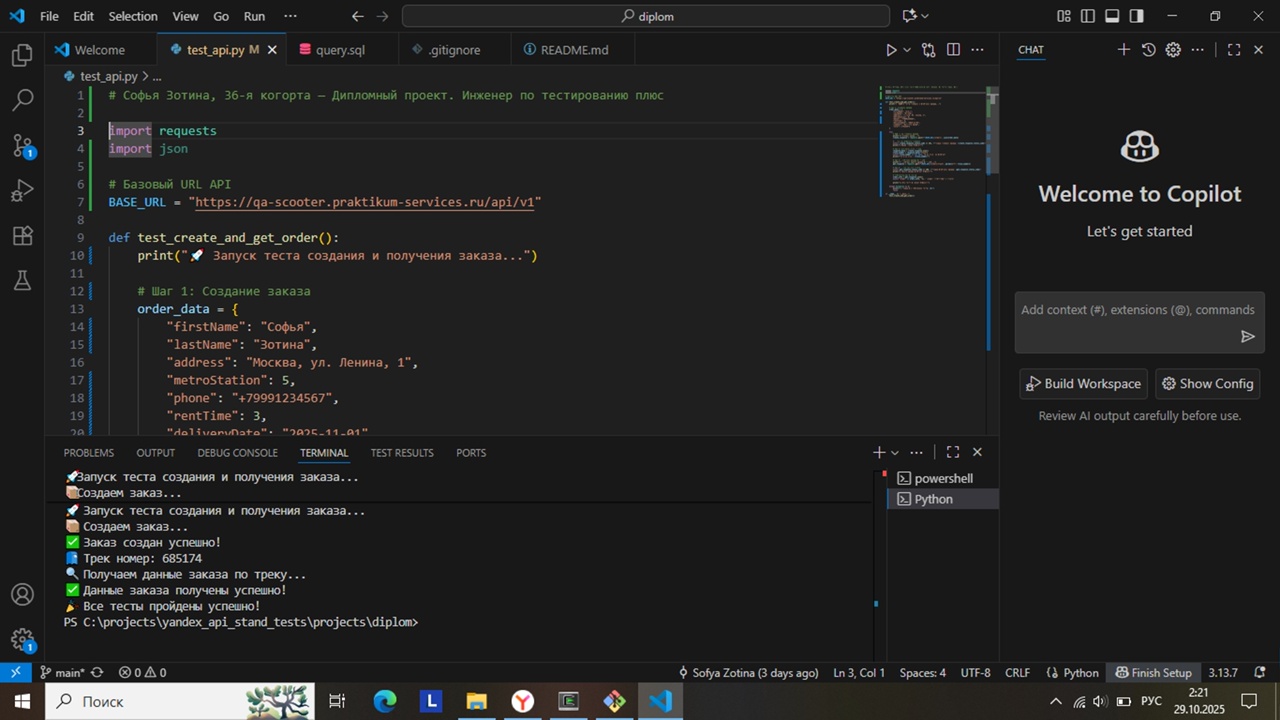 File Edit Selection View Go Run ··· diplom
Welcome test_api.py M query.sql .gitignore README.md
test_api.py > ...
1 # Софья Зотина, 36-я когорта — Дипломный проект. Инженер по тестированию плюс
2
3 import requests
4 import json
5
6 # Базовый URL API
7 BASE_URL = "https://qa-scooter.praktikum-services.ru/api/v1"
8
9 def test_create_and_get_order():
10 print("🚀 Запуск теста создания и получения заказа...")
11
12 # Шаг 1: Создание заказа
13 order_data = {
14 "firstName": "Софья",
15 "lastName": "Зотина",
16 "address": "Москва, ул. Ленина, 1",
17 "metroStation": 5,
18 "phone": "+79991234567",
19 "rentTime": 3,
20 "deliveryDate": "2025-11-01"
CHAT
Welcome to Copilot
Let's get started
Add context (#), extensions (@), commands
Build Workspace Show Config
Review AI output carefully before use.
PROBLEMS OUTPUT DEBUG CONSOLE TERMINAL TEST RESULTS PORTS
🚀Запуск теста создания и получения заказа...
📦Создаем заказ...
🚀 Запуск теста создания и получения заказа...
📦 Создаем заказ...
✅ Заказ создан успешно!
Трек номер: 685174
🔍 Получаем данные заказа по треку...
✅ Данные заказа получены успешно!
🎉 Все тесты пройдены успешно!
PS C:\projects\yandex_api_stand_tests\projects\diplom>
powershell
Python
1
1
main* 0 0 Sofya Zotina (3 days ago) Ln 3, Col 1 Spaces: 4 UTF-8 CRLF Python Finish Setup 3.13.7
Поиск L Y РУС 2:21
29.10.2025